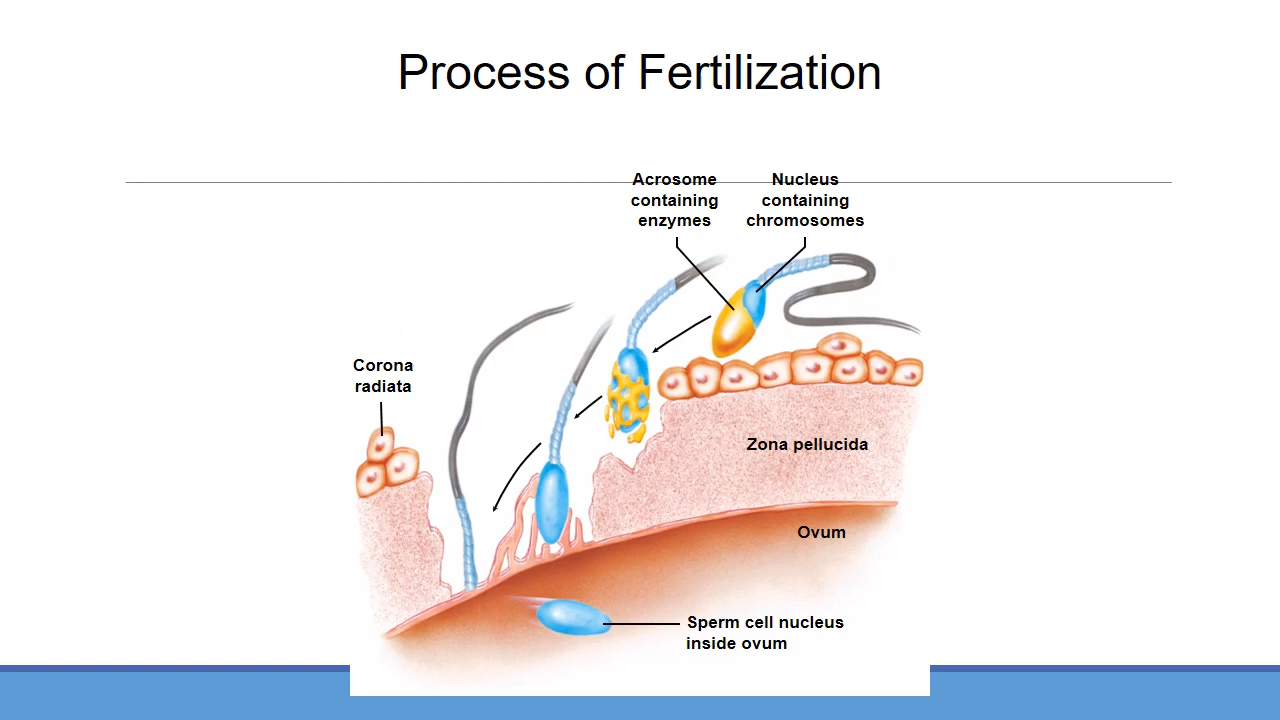 Process of Fertilization
Acrosome
containing
enzymes
Nucleus
containing
chromosomes
Corona
radiata
Zona pellucida
Ovum
Sperm cell nucleus
inside ovum